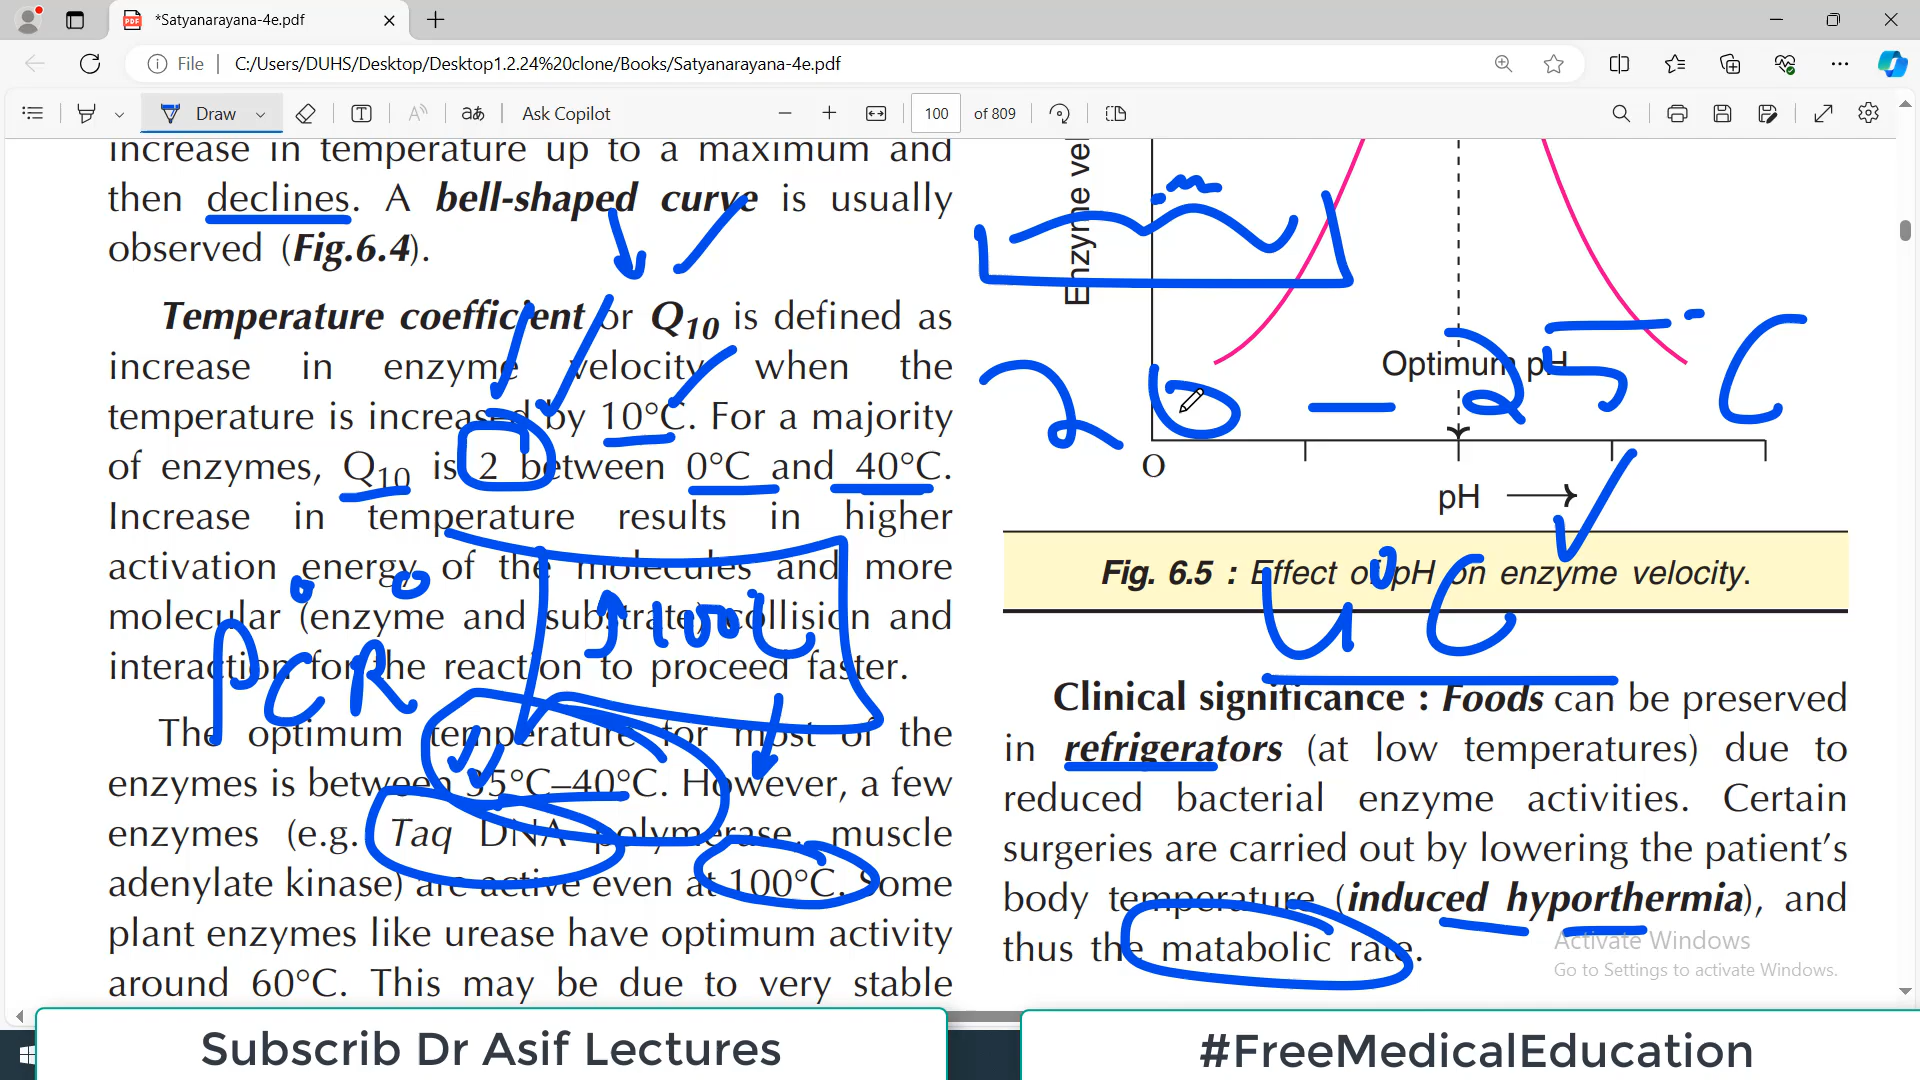 *Satyanarayana-4e.pdf
File C:/Users/DUHS/Desktop/Desktop1.2.24%20clone/Books/Satyanarayana-4e.pdf
Draw
Ask Copilot
100 of 809
increase in temperature up to a maximum and
then declines. A bell-shaped curve is usually
observed (Fig.6.4).
Temperature coefficient or Q10 is defined as
increase in enzyme velocity when the
temperature is increased by 10°C. For a majority
of enzymes, Q10 is 2 between 0°C and 40°C.
Increase in temperature results in higher
activation energy of the molecules and more
molecular (enzyme and substrate) collision and
interaction for the reaction to proceed faster.
PCR
100°C
The optimum temperature for most of the
enzymes is between 35°C–40°C. However, a few
enzymes (e.g. Taq DNA polymerase, muscle
adenylate kinase) are active even at 100°C. Some
plant enzymes like urease have optimum activity
around 60°C. This may be due to very stable
Enzyme vel
20 – 25°C
Optimum pH
O
pH
Fig. 6.5 : Effect of pH on enzyme velocity.
4°C
Clinical significance : Foods can be preserved
in refrigerators (at low temperatures) due to
reduced bacterial enzyme activities. Certain
surgeries are carried out by lowering the patient's
body temperature (induced hyporthermia), and
thus the matabolic rate.
Activate Windows
Go to Settings to activate Windows.
Subscrib Dr Asif Lectures
#FreeMedicalEducation